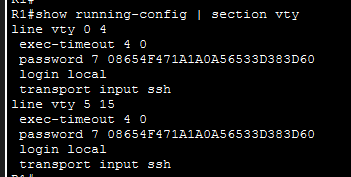 R1#
R1#show running-config | section vty
line vty 0 4
 exec-timeout 4 0
 password 7 08654F471A1A0A56533D383D60
 login local
 transport input ssh
line vty 5 15
 exec-timeout 4 0
 password 7 08654F471A1A0A56533D383D60
 login local
 transport input ssh
R1#